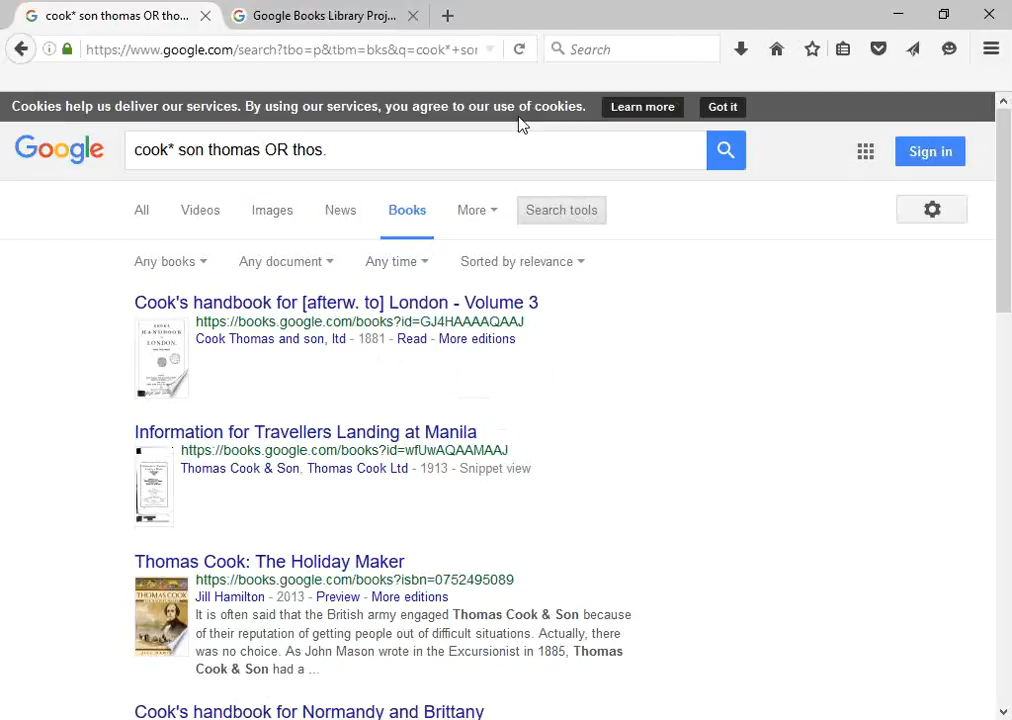 cook* son thomas OR tho...
Google Books Library Proj...
https://www.google.com/search?tbo=p&tbm=bks&q=cook*+sor
Search
Cookies help us deliver our services. By using our services, you agree to our use of cookies. Learn more Got it
Google cook* son thomas OR thos. Sign in
All Videos Images News Books More Search tools
Any books Any document Any time Sorted by relevance
Cook's handbook for [afterw. to] London - Volume 3
https://books.google.com/books?id=GJ4HAAAAQAAJ
Cook Thomas and son, ltd - 1881 - Read - More editions
Information for Travellers Landing at Manila
https://books.google.com/books?id=wfUwAQAAMAAJ
Thomas Cook & Son, Thomas Cook Ltd - 1913 - Snippet view
Thomas Cook: The Holiday Maker
https://books.google.com/books?isbn=0752495089
Jill Hamilton - 2013 - Preview - More editions
It is often said that the British army engaged Thomas Cook & Son because
of their reputation of getting people out of difficult situations. Actually, there
was no choice. As John Mason wrote in the Excursionist in 1885, Thomas
Cook & Son had a ...
Cook's handbook for Normandy and Brittany